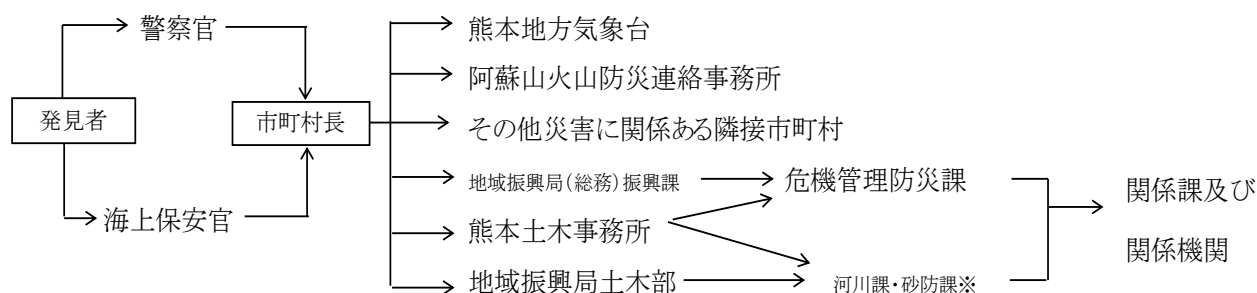 警察官
発見者
海上保安官
市町村長
熊本地方気象台
阿蘇山火山防災連絡事務所
その他災害に関係ある隣接市町村
地域振興局(総務)振興課
熊本土木事務所
地域振興局土木部
危機管理防災課
河川課・砂防課※
関係課及び
関係機関